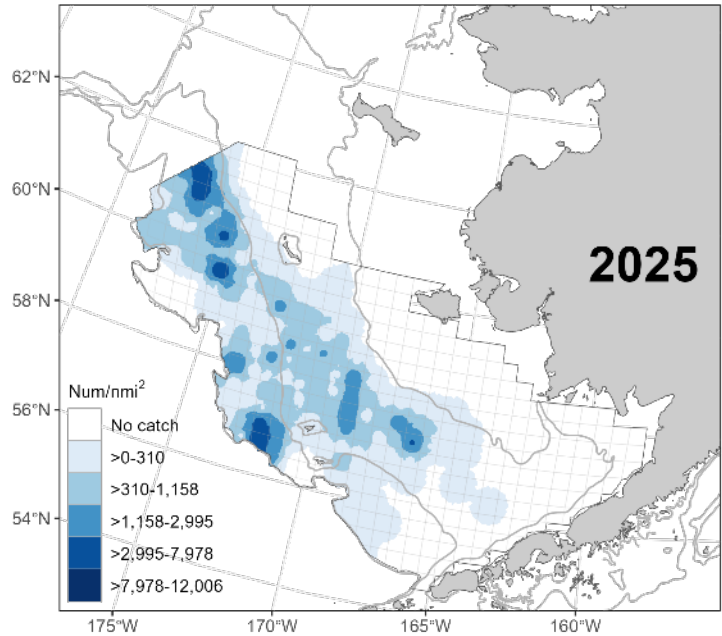 62°N
60°N
2025
58°N
Num/nmi²
56°N
No catch
>0-310
>310-1,158
>1,158-2,995
54°N
>2,995-7,978
>7,978-12,006
175°W
170°W
165°W
160°W